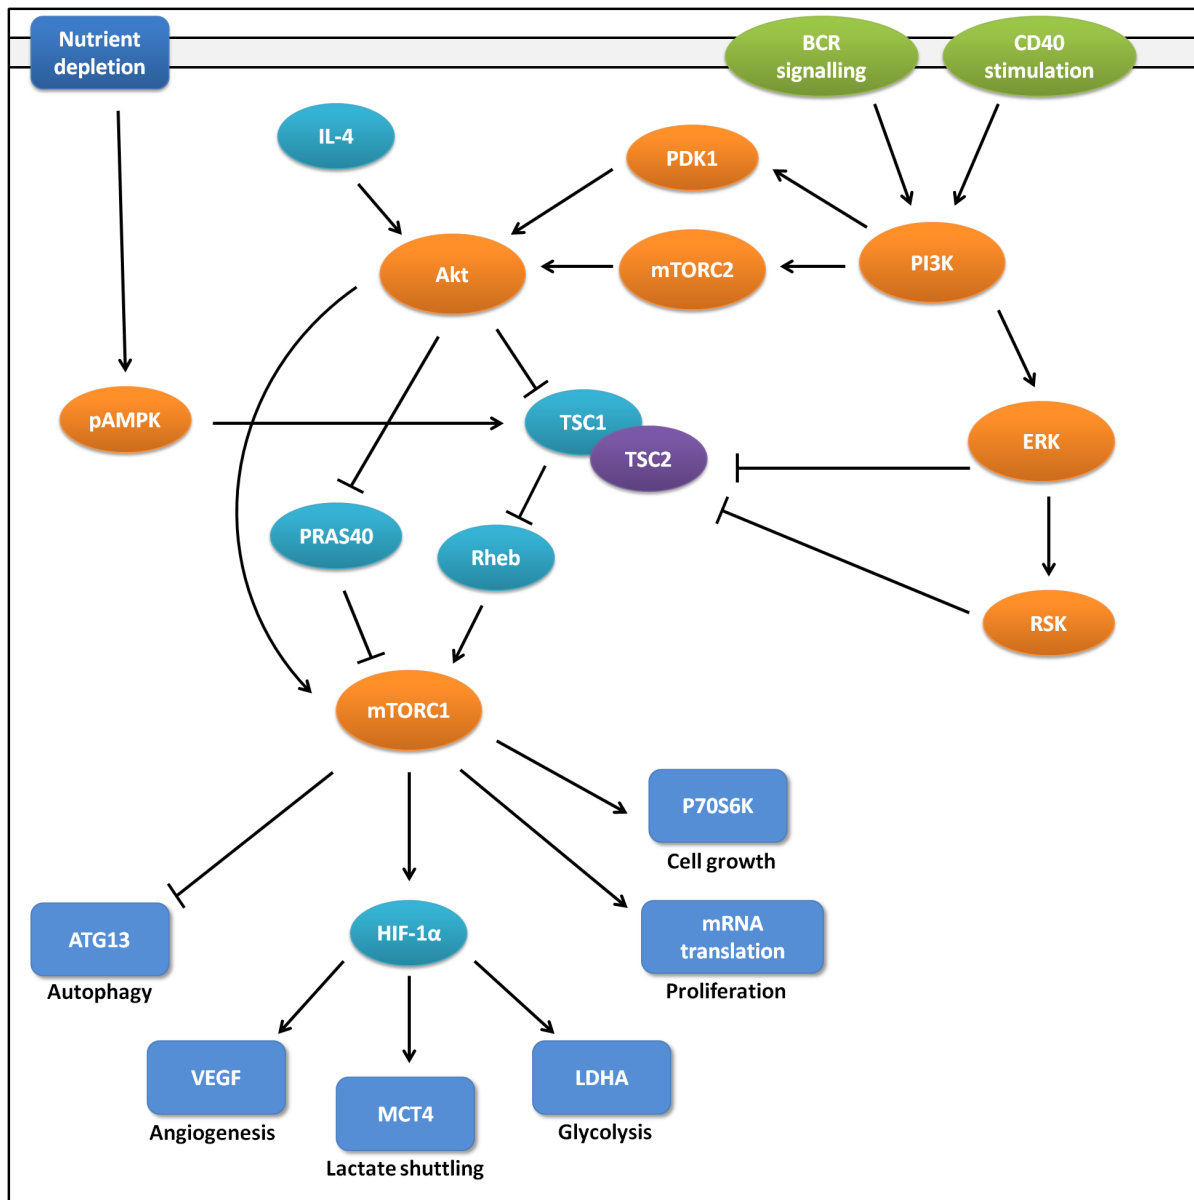 Nutrient
depletion
BCR
signalling
CD40
stimulation
IL-4
PDK1
Akt
mTORC2
PI3K
pAMPK
TSC1
TSC2
ERK
PRAS40
Rheb
RSK
mTORC1
P70S6K
Cell growth
ATG13
Autophagy
HIF-1α
mRNA
translation
Proliferation
VEGF
Angiogenesis
MCT4
Lactate shuttling
LDHA
Glycolysis